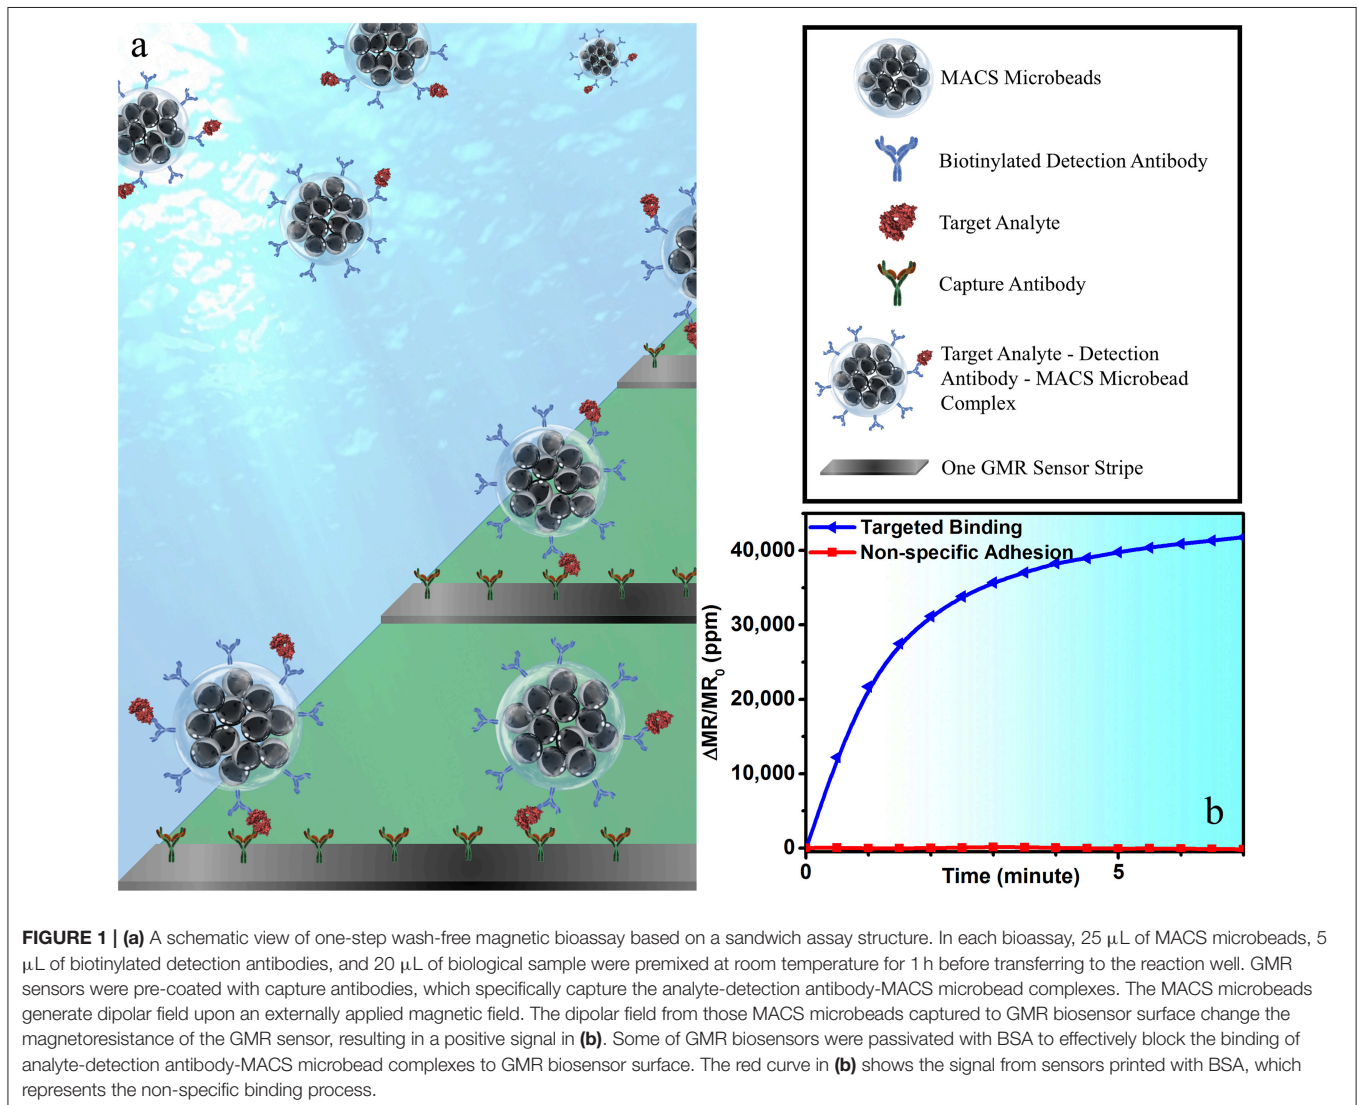 a
MACS Microbeads
Biotinylated Detection Antibody
Target Analyte
Capture Antibody
Target Analyte - Detection
Antibody - MACS Microbead
Complex
One GMR Sensor Stripe
Targeted Binding
Non-specific Adhesion
40,000
30,000
20,000
10,000
0
ΔMR/MR0 (ppm)
b
0
5
Time (minute)
FIGURE 1 | (a) A schematic view of one-step wash-free magnetic bioassay based on a sandwich assay structure. In each bioassay, 25 μL of MACS microbeads, 5
μL of biotinylated detection antibodies, and 20 μL of biological sample were premixed at room temperature for 1 h before transferring to the reaction well. GMR
sensors were pre-coated with capture antibodies, which specifically capture the analyte-detection antibody-MACS microbead complexes. The MACS microbeads
generate dipolar field upon an externally applied magnetic field. The dipolar field from those MACS microbeads captured to GMR biosensor surface change the
magnetoresistance of the GMR sensor, resulting in a positive signal in (b). Some of GMR biosensors were passivated with BSA to effectively block the binding of
analyte-detection antibody-MACS microbead complexes to GMR biosensor surface. The red curve in (b) shows the signal from sensors printed with BSA, which
represents the non-specific binding process.